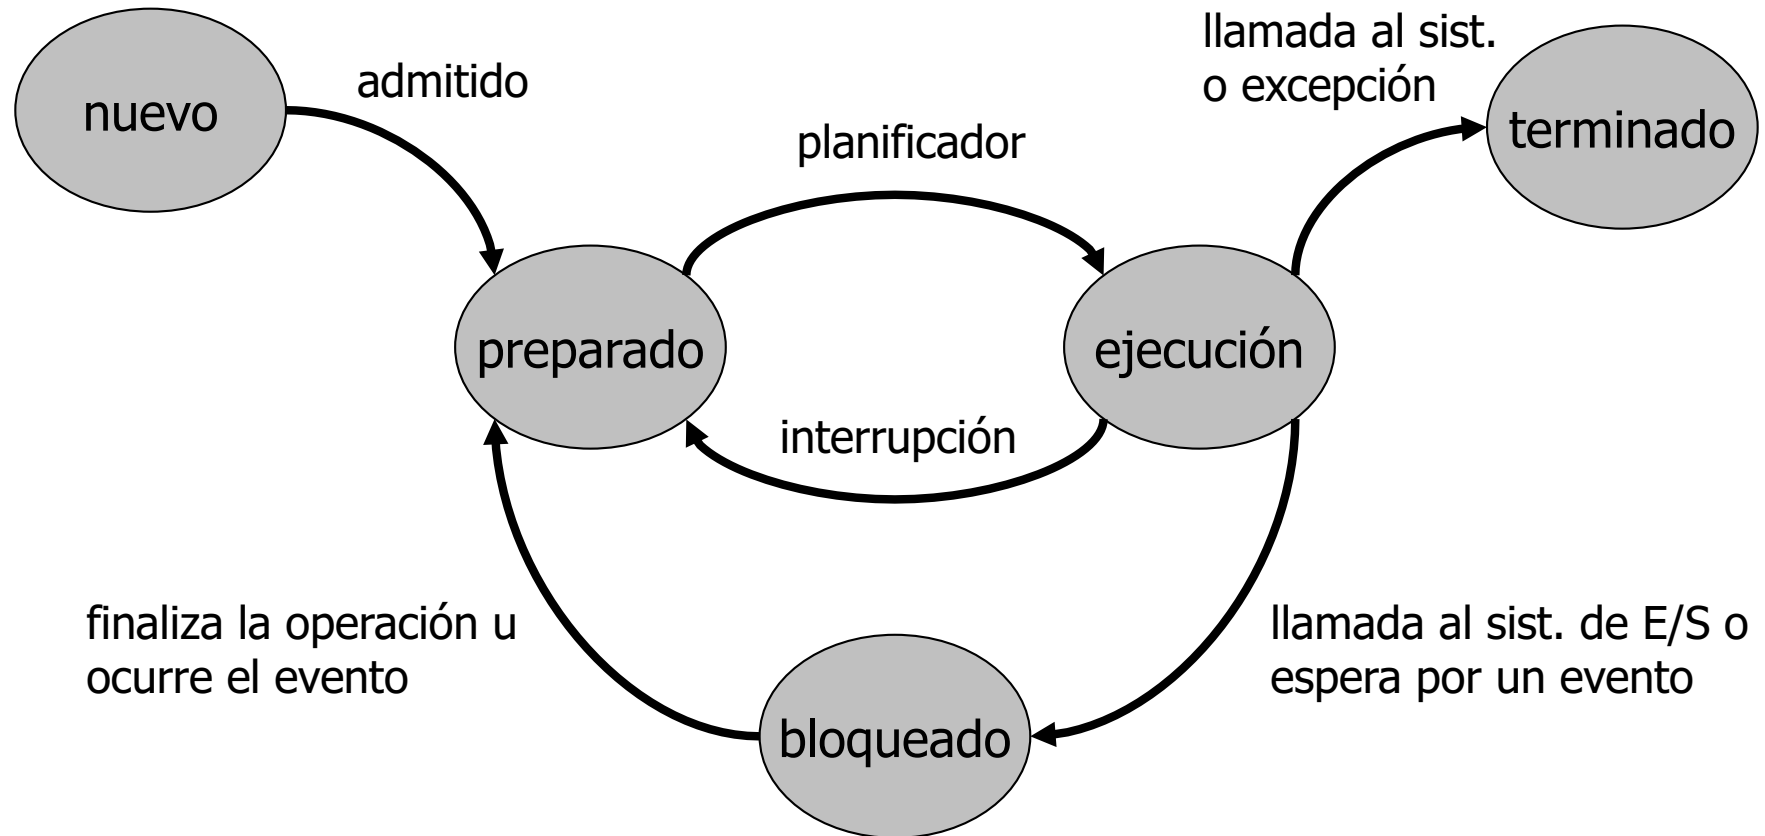 nuevo
admitido
planificador
llamada al sist.
o excepción
terminado
preparado
ejecución
interrupción
finaliza la operación u
ocurre el evento
bloqueado
llamada al sist. de E/S o
espera por un evento